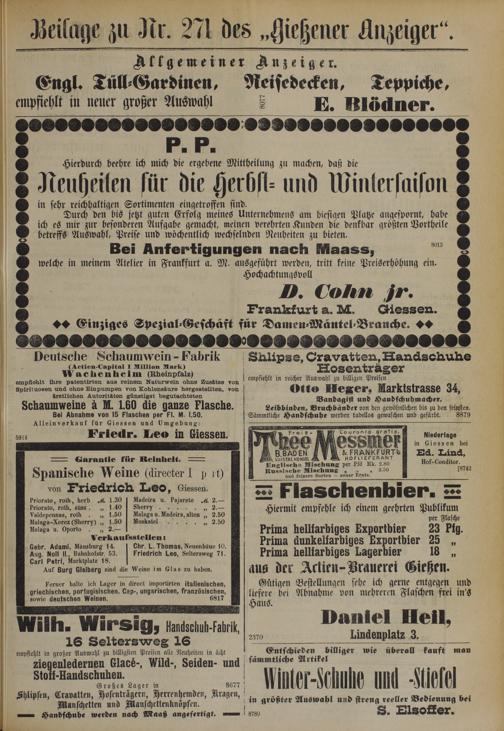 Beilage zu Nr. 271 des „Gießener Anzeiger“.
Allgemeiner Anzeiger.
Engl. Tüll-Gardinen, Reisedecken, Teppiche,
empfiehlt in neuer großer Auswahl 8077 E. Blödner.
P. P.
Hierdurch beehre ich mich die ergebene Mittheilung zu machen, daß die
Neuheiten für die Herbst- und Wintersaison
in sehr reichhaltigen Sortimenten eingetroffen sind.
Durch den bis jetzt guten Erfolg meines Unternehmens am hiesigen Platze angespornt, habe
ich es mir zur besonderen Aufgabe gemacht, meinen verehrten Kunden die denkbar größten Vortheile
betreffs Auswahl, Preise und wöchentlich wechselnden Neuheiten zu bieten.
Bei Anfertigungen nach Maass, 8013
welche in meinem Atelier in Frankfurt a. M. ausgeführt werden, tritt keine Preiserhöhung ein.
Hochachtungsvoll
D. Cohn jr.
Frankfurt a. M. Giessen.
Einziges Spezial-Geschäft für Damen-Mäntel-Branche.
Deutsche Schaumwein-Fabrik
(Actien-Capital 1 Million Mark)
Wachenheim (Rheinpfalz)
empfiehlt ihre patentirten aus reinem Naturwein ohne Zusätze von
Spirituosen und ohne Einpumpen von Kohlensäure hergestellten, von
ärztlichen Autoritäten günstigst begutachteten
Schaumweine à M. 1.60 die ganze Flasche.
Bei Abnahme von 15 Flaschen per Fl. M. 1.50.
Alleinverkauf für Giessen und Umgebung:
5914 Friedr. Leo in Giessen.
Garantie für Reinheit.
Spanische Weine (directer
von Friedrich Leo, Giessen.
Priorato, roth, herb 1.30
Priorato, roth, süss 1.40
Valdepennas, roth 1.50
Malaga-Xerez (Sherry) 1.50
Malaga u. Oporto 2.—
Madeira u. Pajarete 2.—
Sherry 2.—
Malaga u. Madeira, alten 2.50
Moskatel 2.50
Verkaufsstellen:
Gebr. Adami, Mäusburg 14.
Aug. Noll II., Bahnhofstr. 53.
Carl Petri, Marktplatz 18.
Chr. L. Thomas, Neuenbäue 10.
Friedrich Leo, Seltersweg 71.
Auf Burg Gleiberg sind die Weine im Glas zu haben.
Ferner halte ich Lager in direct importirten italienischen,
griechischen, portugisischen, Cap-, ungarischen, französischen,
sowie deutschen Weinen. 6817
Wilh. Wirsig, Handschuh-Fabrik,
16 Seltersweg 16
empfiehlt in großer Auswahl zu billigsten Preisen alle Neuheiten in ächt
ziegenledernen Glacé-, Wild-, Seiden- und
Stoff-Handschuhen.
Großes Lager in 8677
Schlipsen, Cravatten, Hosenträgern, Herrenhemden, Kragen,
Manschetten und Manschettenknöpfen.
Handschuhe werden nach Maaß angefertigt.
Shlipse, Cravatten, Handschuhe
Hosenträger
empfiehlt in reicher Auswahl zu billigen Preisen
Otto Heger, Marktstrasse 34,
Bandagist und Handschuhmacher.
Leibbinden, Bruchbänder von den gewöhnlichsten bis zu den feinsten.
Sämmtliche Handschuhe werden tadellos gewaschen und gefärbt. 8879
Thee Messmer
B. BADEN & FRANKFURT
HOFLIEFERANT
Englische Mischung per Pfd Mk. 2.80
Russische Mischung 3.50
Niederlage
in Giessen bei
Ed. Lind,
Hof-Conditor.
Flaschenbier.
Hiermit empfehle ich einem geehrten Publikum
per Flasche
Prima hellfarbiges Exportbier 23 Pfg.
Prima dunkelfarbiges Exportbier 25 „
Prima hellfarbiges Lagerbier 18 „
aus der Actien-Brauerei Gießen.
Gütigen Bestellungen sehe ich gerne entgegen und
liefere bei Abnahme von mehreren Flaschen frei in's
Haus.
Daniel Heil,
2370 Lindenplatz 3.
Entschieden billiger wie überall kauft man
sämmtliche Artikel
Winter-Schuhe und -Stiefel
in größter Auswahl und streng reeller Bedienung bei
8789 S. Elsoffer.